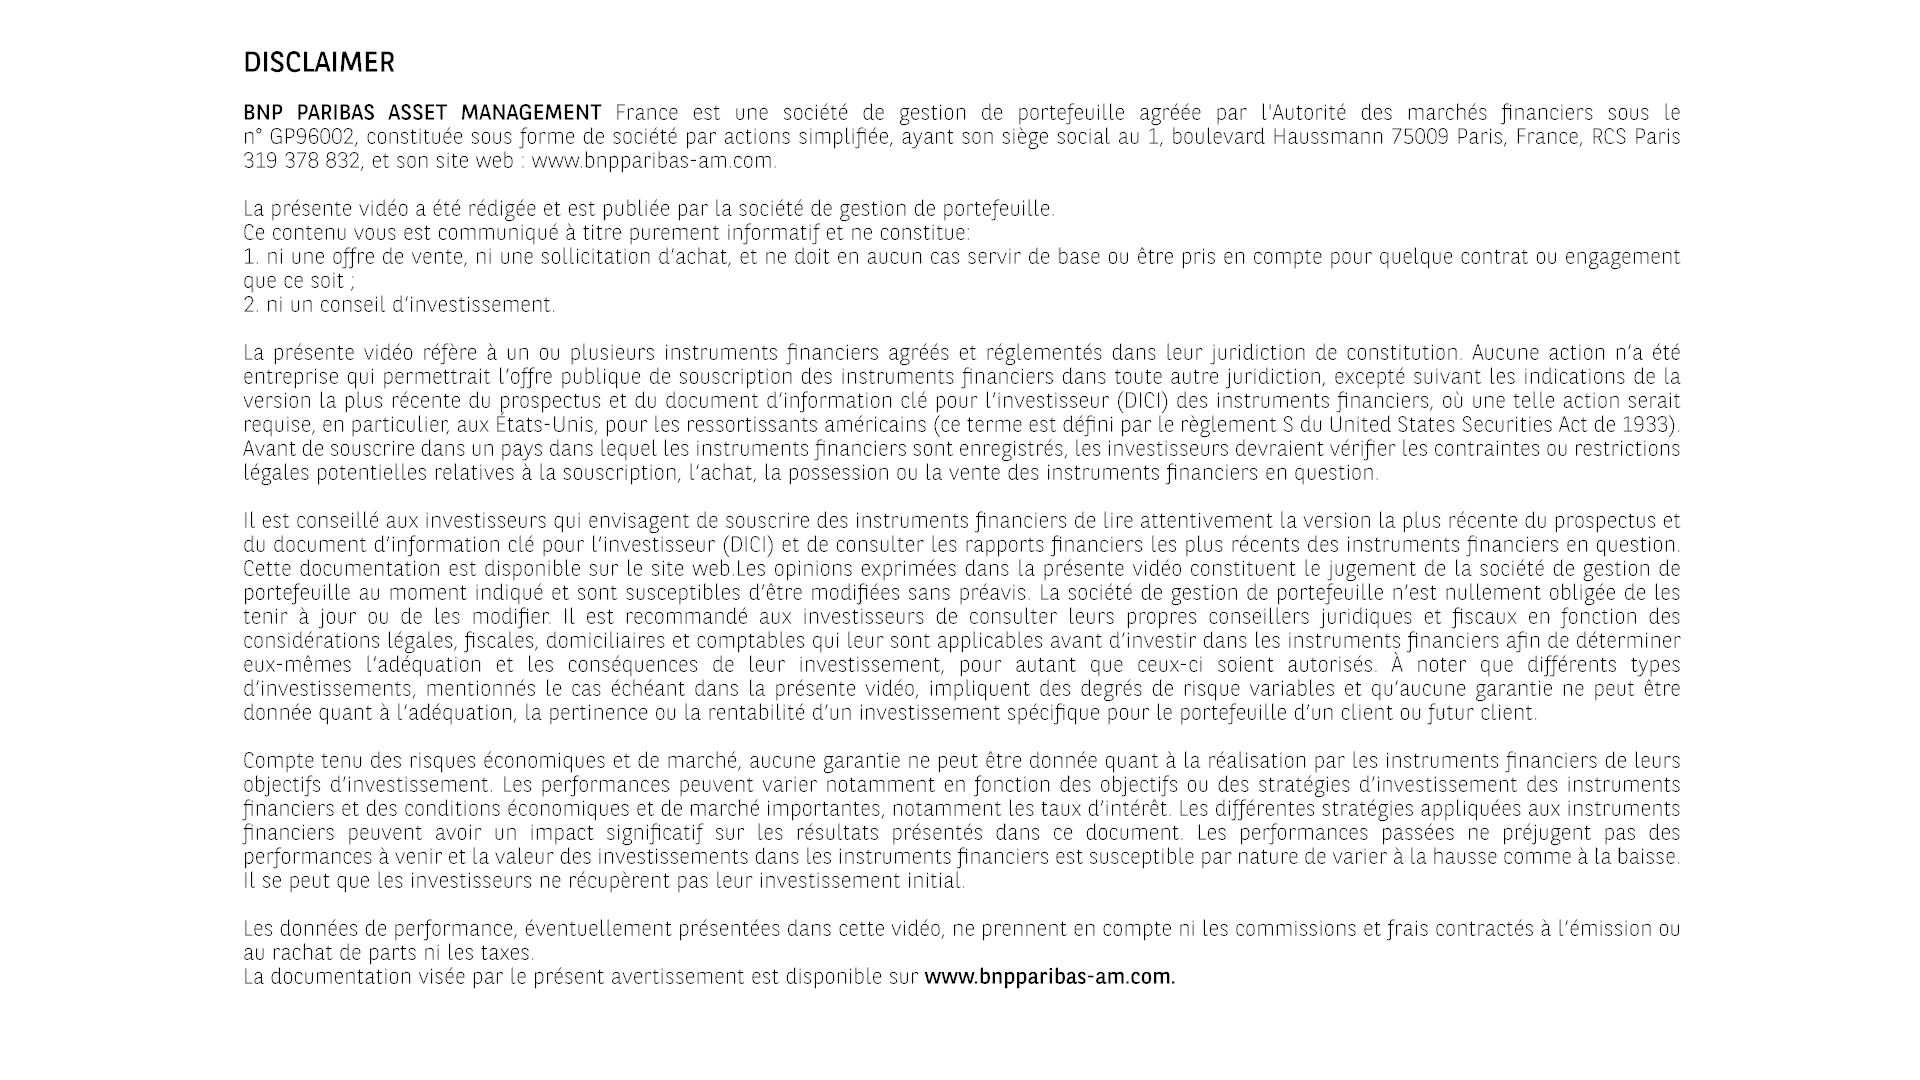 DISCLAIMER
BNP PARIBAS ASSET MANAGEMENT France est une société de gestion de portefeuille agréée par l'Autorité des marchés financiers sous le
n° GP96002, constituée sous forme de société par actions simplifiée, ayant son siège social au 1, boulevard Haussmann 75009 Paris, France, RCS Paris
319 378 832, et son site web : www.bnpparibas-am.com.
La présente vidéo a été rédigée et est publiée par la société de gestion de portefeuille.
Ce contenu vous est communiqué à titre purement informatif et ne constitue:
1. ni une offre de vente, ni une sollicitation d’achat, et ne doit en aucun cas servir de base ou être pris en compte pour quelque contrat ou engagement
que ce soit ;
2. ni un conseil d’investissement.
La présente vidéo réfère à un ou plusieurs instruments financiers agréés et réglementés dans leur juridiction de constitution. Aucune action n’a été
entreprise qui permettrait l’offre publique de souscription des instruments financiers dans toute autre juridiction, excepté suivant les indications de la
version la plus récente du prospectus et du document d’information clé pour l’investisseur (DICI) des instruments financiers, où une telle action serait
requise, en particulier, aux États-Unis, pour les ressortissants américains (ce terme est défini par le règlement S du United States Securities Act de 1933).
Avant de souscrire dans un pays dans lequel les instruments financiers sont enregistrés, les investisseurs devraient vérifier les contraintes ou restrictions
légales potentielles relatives à la souscription, l’achat, la possession ou la vente des instruments financiers en question.
Il est conseillé aux investisseurs qui envisagent de souscrire des instruments financiers de lire attentivement la version la plus récente du prospectus et
du document d’information clé pour l’investisseur (DICI) et de consulter les rapports financiers les plus récents des instruments financiers en question.
Cette documentation est disponible sur le site web.Les opinions exprimées dans la présente vidéo constituent le jugement de la société de gestion de
portefeuille au moment indiqué et sont susceptibles d’être modifiées sans préavis. La société de gestion de portefeuille n’est nullement obligée de les
tenir à jour ou de les modifier. Il est recommandé aux investisseurs de consulter leurs propres conseillers juridiques et fiscaux en fonction des
considérations légales, fiscales, domiciliaires et comptables qui leur sont applicables avant d’investir dans les instruments financiers afin de déterminer
eux-mêmes l’adéquation et les conséquences de leur investissement, pour autant que ceux-ci soient autorisés. À noter que différents types
d’investissements, mentionnés le cas échéant dans la présente vidéo, impliquent des degrés de risque variables et qu’aucune garantie ne peut être
donnée quant à l’adéquation, la pertinence ou la rentabilité d’un investissement spécifique pour le portefeuille d’un client ou futur client.
Compte tenu des risques économiques et de marché, aucune garantie ne peut être donnée quant à la réalisation par les instruments financiers de leurs
objectifs d’investissement. Les performances peuvent varier notamment en fonction des objectifs ou des stratégies d’investissement des instruments
financiers et des conditions économiques et de marché importantes, notamment les taux d’intérêt. Les différentes stratégies appliquées aux instruments
financiers peuvent avoir un impact significatif sur les résultats présentés dans ce document. Les performances passées ne préjugent pas des
performances à venir et la valeur des investissements dans les instruments financiers est susceptible par nature de varier à la hausse comme à la baisse.
Il se peut que les investisseurs ne récupèrent pas leur investissement initial.
Les données de performance, éventuellement présentées dans cette vidéo, ne prennent en compte ni les commissions et frais contractés à l’émission ou
au rachat de parts ni les taxes.
La documentation visée par le présent avertissement est disponible sur www.bnpparibas-am.com.